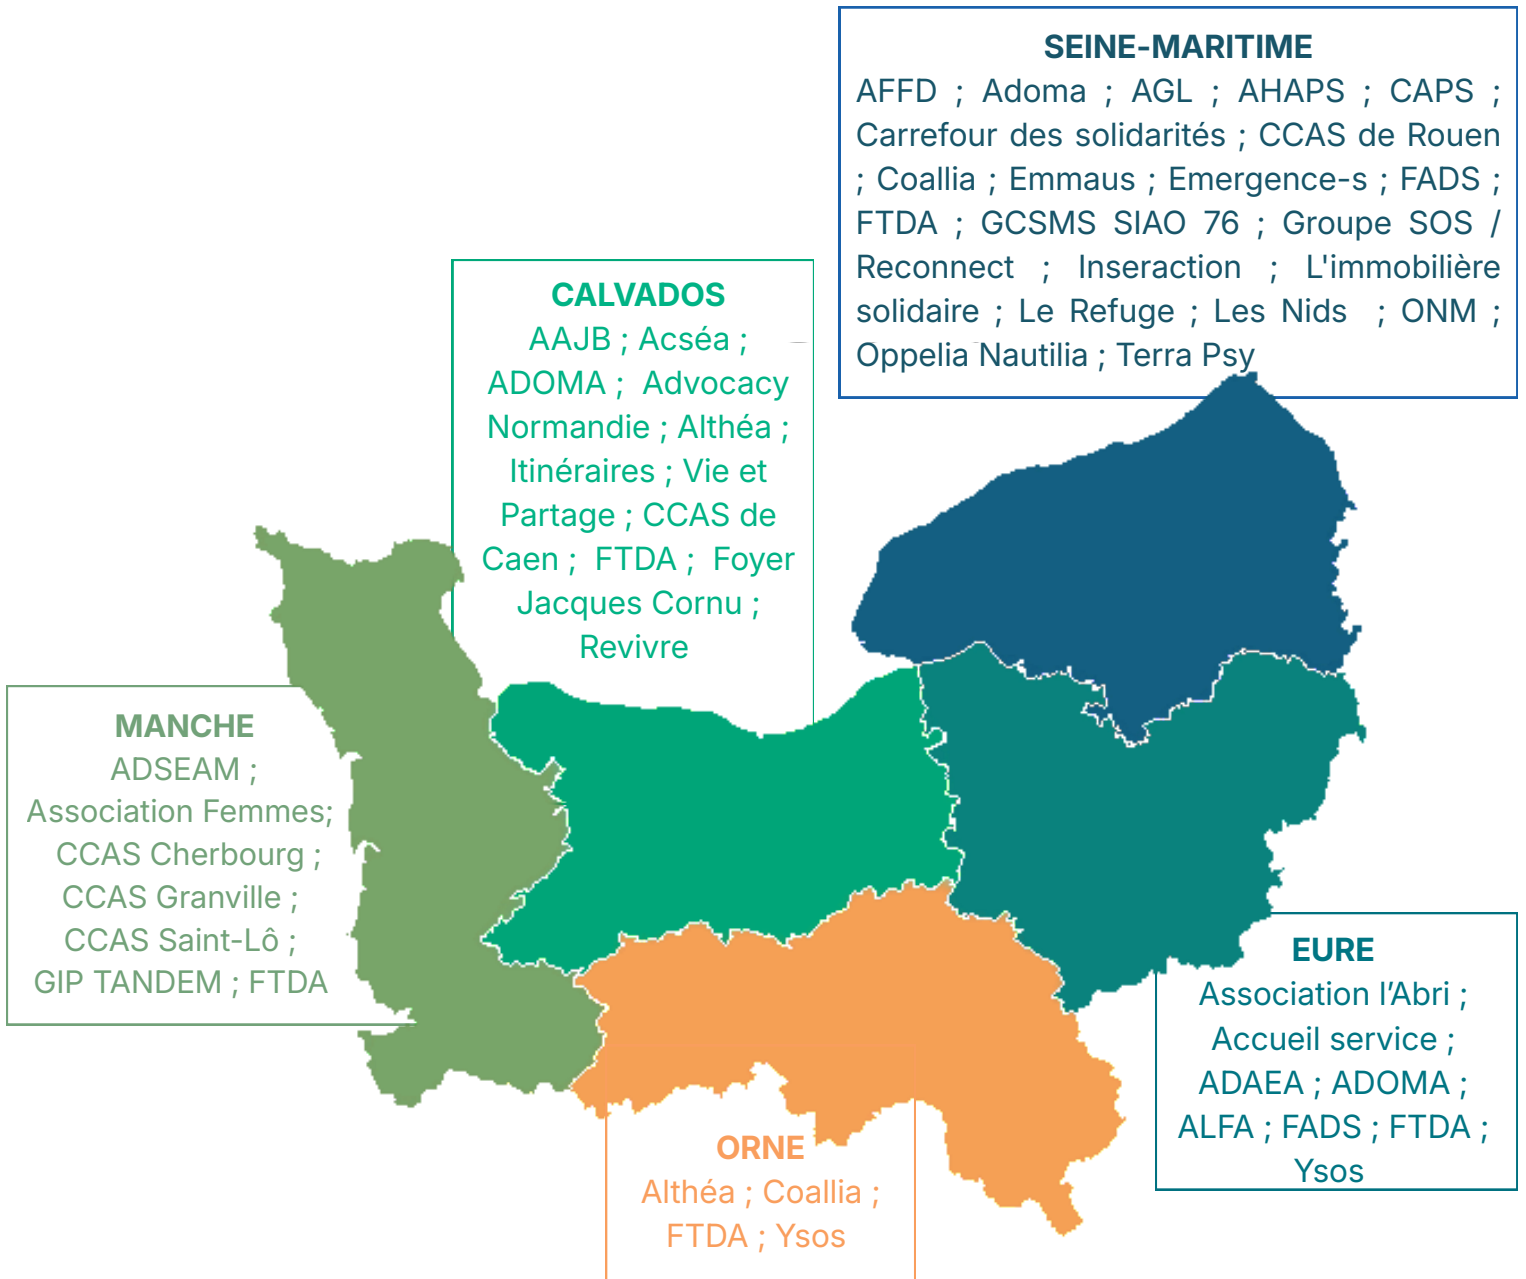 SEINE-MARITIME
AFFD ; Adoma ; AGL ; AHAPS ; CAPS ;
Carrefour des solidarités ; CCAS de Rouen
; Coallia ; Emmaus ; Emergence-s ; FADS ;
FTDA ; GCSMS SIAO 76 ; Groupe SOS /
Reconnect ; Inseraction ; L'immobilière
solidaire ; Le Refuge ; Les Nids ; ONM ;
Oppelia Nautilia ; Terra Psy
CALVADOS
AAJB ; Acséa ;
ADOMA ; Advocacy
Normandie ; Althéa ;
Itinéraires ; Vie et
Partage ; CCAS de
Caen ; FTDA ; Foyer
Jacques Cornu ;
Revivre
MANCHE
ADSEAM ;
Association Femmes;
CCAS Cherbourg ;
CCAS Granville ;
CCAS Saint-Lô ;
GIP TANDEM ; FTDA
EURE
Association l’Abri ;
Accueil service ;
ADAEA ; ADOMA ;
ALFA ; FADS ; FTDA ;
Ysos
ORNE
Althéa ; Coallia ;
FTDA ; Ysos